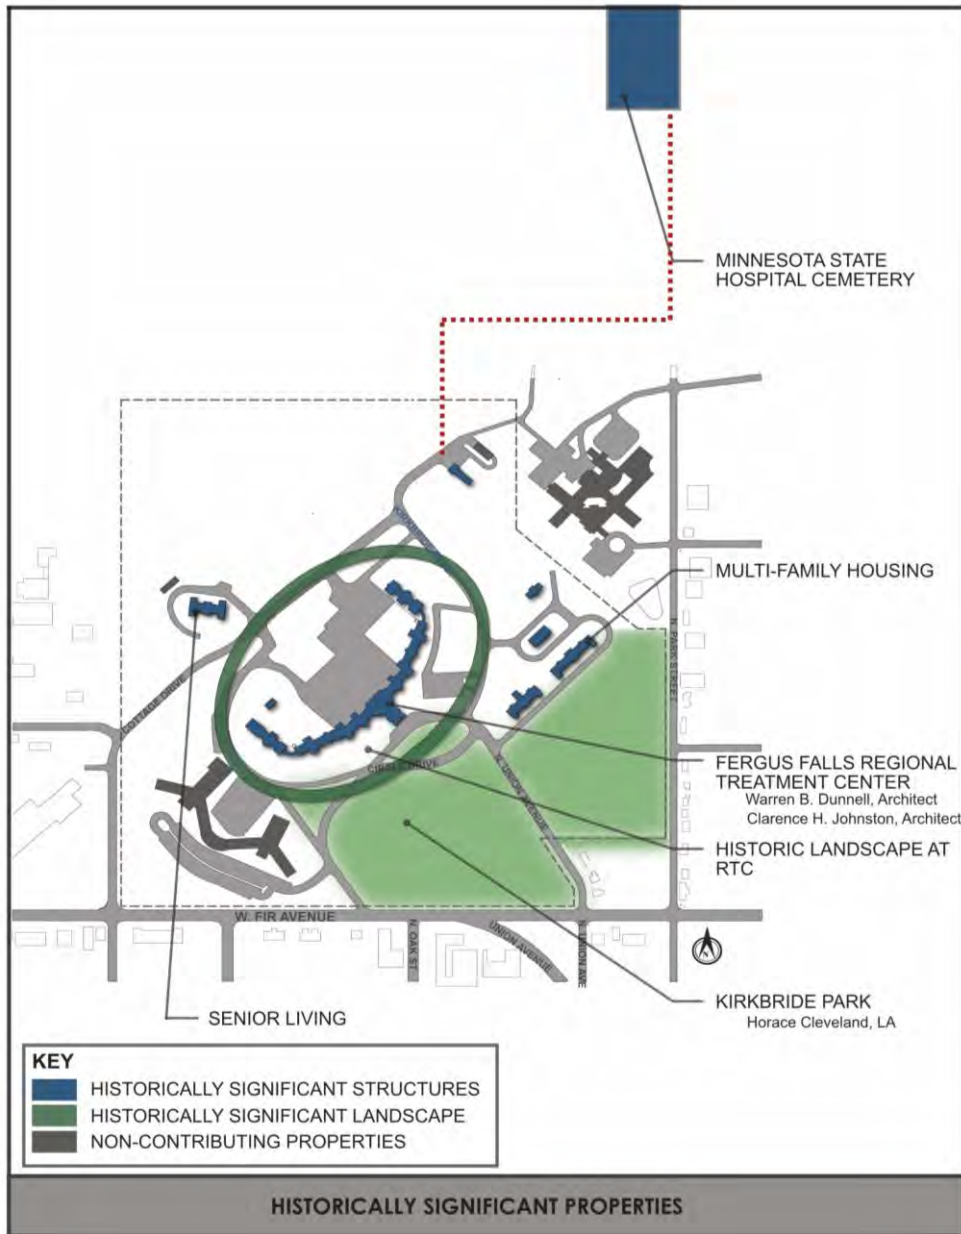 MINNESOTA STATE
HOSPITAL CEMETERY
MULTI-FAMILY HOUSING
N. PARK STREET
COTTAGE DRIVE
CIRCLE DRIVE
N. UNION AVENUE
FERGUS FALLS REGIONAL
TREATMENT CENTER
Warren B. Dunnell, Architect
Clarence H. Johnston, Architect
HISTORIC LANDSCAPE AT
RTC
W. FIR AVENUE
N. OAK ST.
UNION AVENUE
N. UNION AVE
N
KIRKBRIDE PARK
Horace Cleveland, LA
SENIOR LIVING
KEY
HISTORICALLY SIGNIFICANT STRUCTURES
HISTORICALLY SIGNIFICANT LANDSCAPE
NON-CONTRIBUTING PROPERTIES
HISTORICALLY SIGNIFICANT PROPERTIES